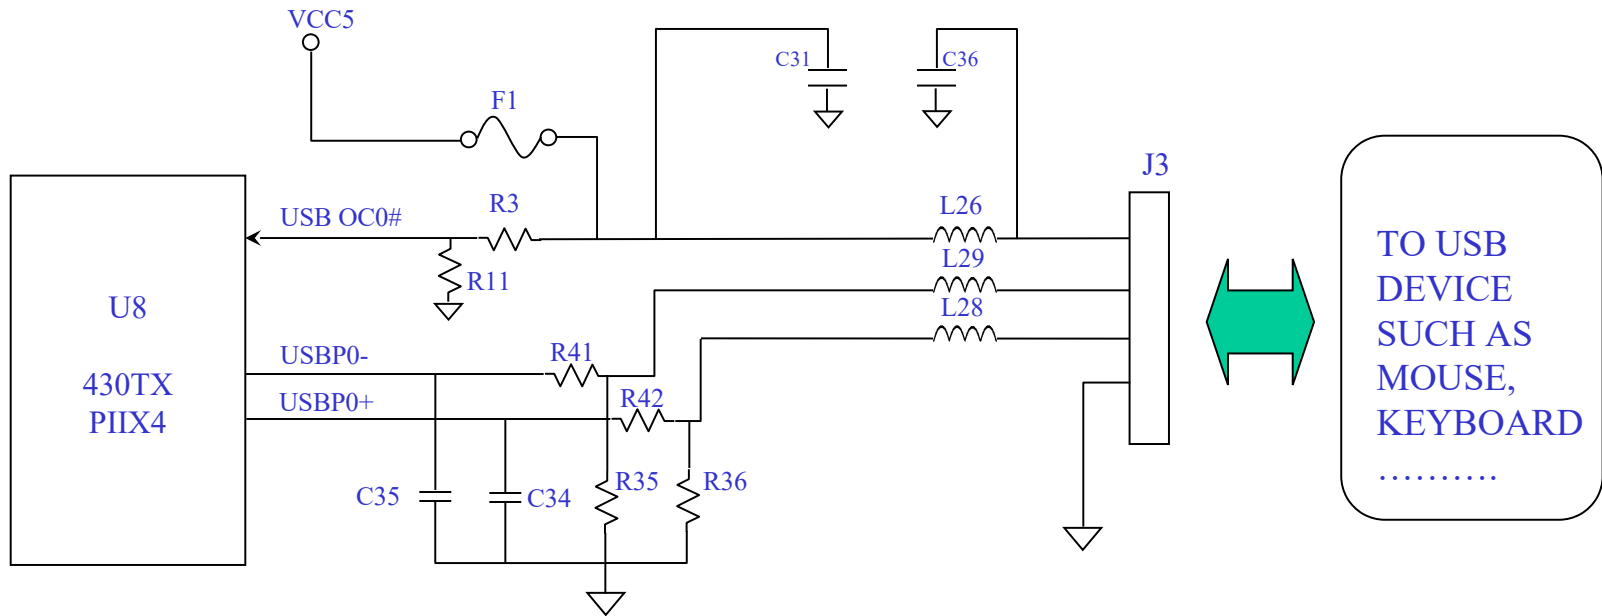 VCC5
C31
C36
F1
J3
R3
L26
USB OC0#
L29
R11
L28
U8
430TX
PIIX4
USBP0-
R41
USBP0+
R42
C35
C34
R35
R36
TO USB
DEVICE
SUCH AS
MOUSE,
KEYBOARD
……….